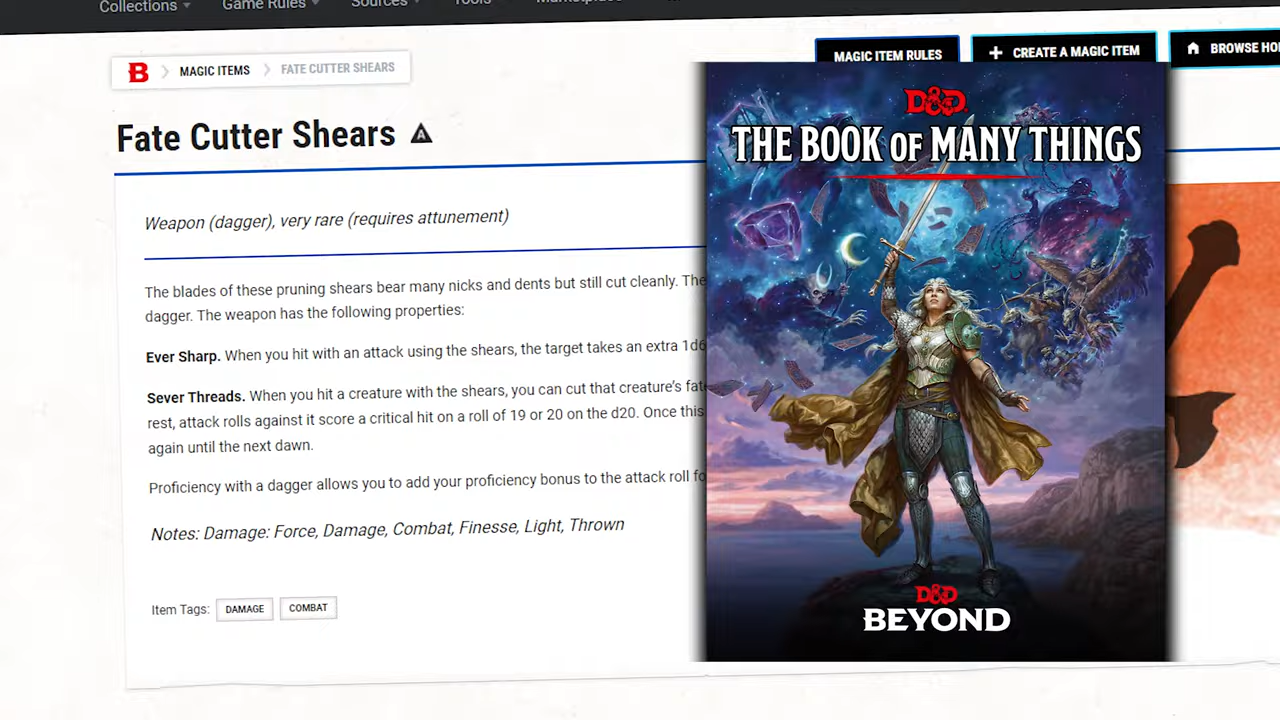 Collections
Game Rules
Sources
Tools
Marketplace
MAGIC ITEM RULES
CREATE A MAGIC ITEM
BROWSE
MAGIC ITEMS
FATE CUTTER SHEARS
Fate Cutter Shears
Weapon (dagger), very rare (requires attunement)
The blades of these pruning shears bear many nicks and dents but still cut cleanly.
dagger. The weapon has the following properties:
Ever Sharp. When you hit with an attack using the shears, the target takes an extra 1d6
Sever Threads. When you hit a creature with the shears, you can cut that creature's
rest, attack rolls against it score a critical hit on a roll of 19 or 20 on the d20. Once this
again until the next dawn.
Proficiency with a dagger allows you to add your proficiency bonus to the attack roll
Notes: Damage: Force, Damage, Combat, Finesse, Light, Thrown
Item Tags: DAMAGE COMBAT
D&D
THE BOOK OF MANY THINGS
D&D
BEYOND